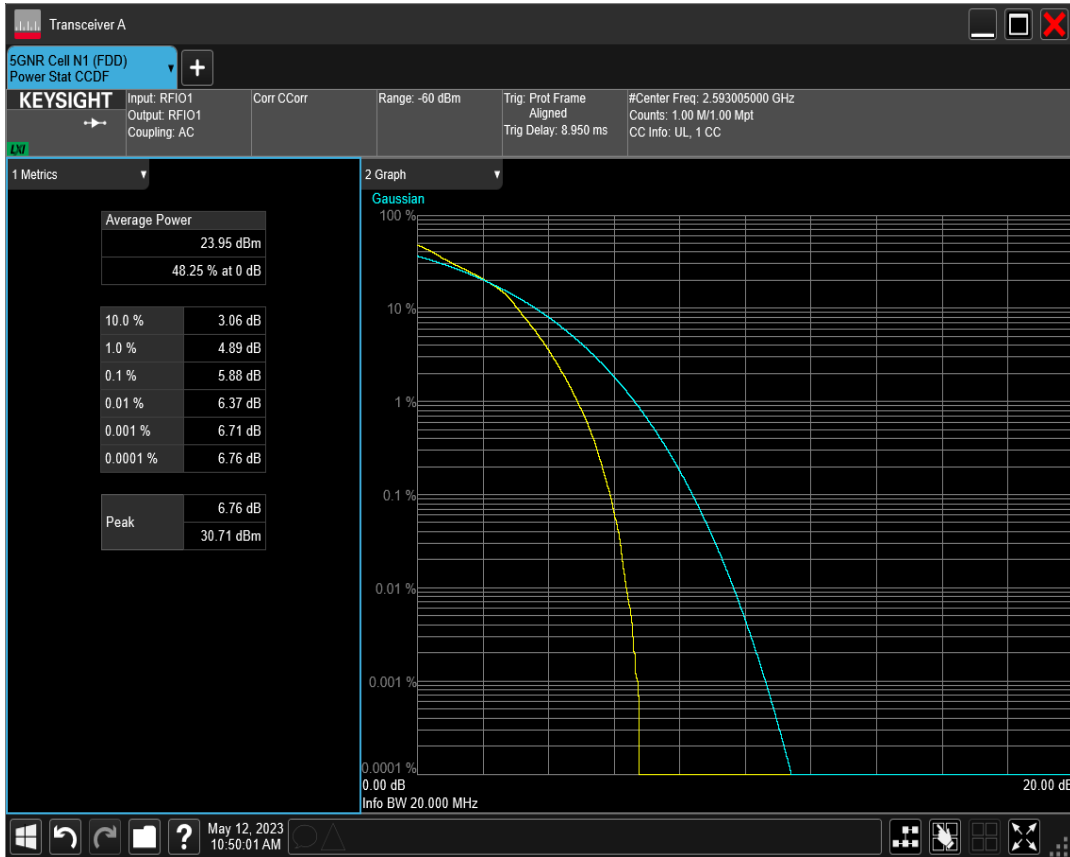 Transceiver A
5GNR Cell N1 (FDD)
Power Stat CCDF
KEYSIGHT
LXI
Input: RFIO1
Output: RFIO1
Coupling: AC
Corr CCorr
Range: -60 dBm
Trig: Prot Frame
Aligned
Trig Delay: 8.950 ms
#Center Freq: 2.593005000 GHz
Counts: 1.00 M/1.00 Mpt
CC Info: UL, 1 CC
1 Metrics
Average Power
23.95 dBm
48.25 % at 0 dB
10.0 % 3.06 dB
1.0 % 4.89 dB
0.1 % 5.88 dB
0.01 % 6.37 dB
0.001 % 6.71 dB
0.0001 % 6.76 dB
Peak 6.76 dB
30.71 dBm
2 Graph
Gaussian
100 %
10 %
1 %
0.1 %
0.01 %
0.001 %
0.0001 %
0.00 dB 20.00 dB
Info BW 20.000 MHz
?
May 12, 2023
10:50:01 AM